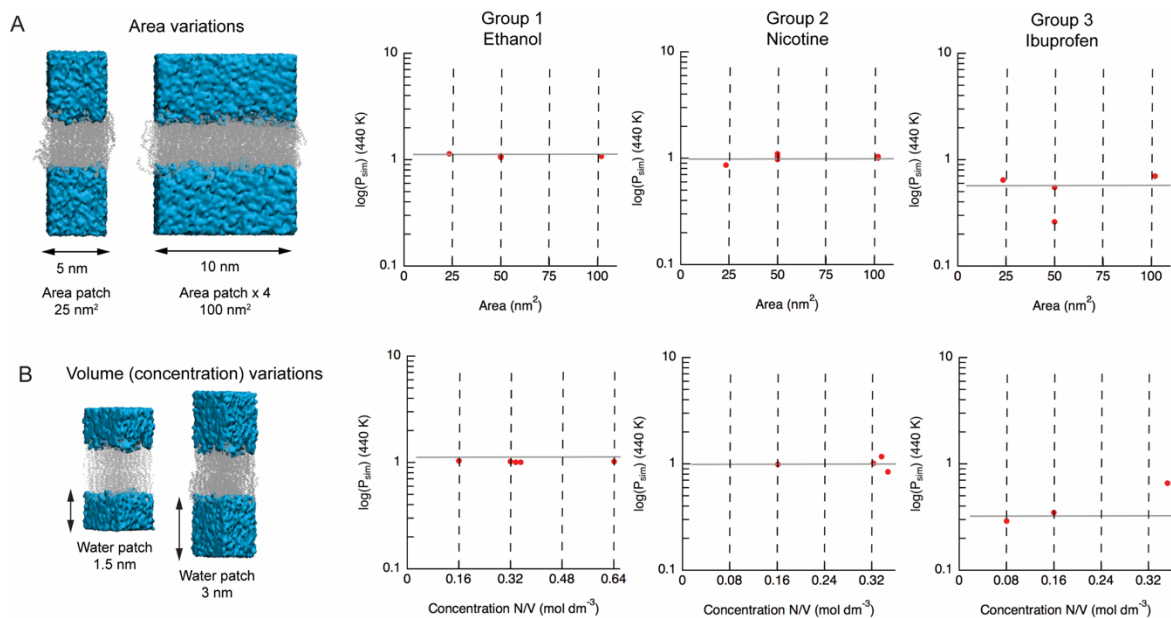 A
Area variations
5 nm
10 nm
Area patch
25 nm²
Area patch x 4
100 nm²
Group 1
Ethanol
log(Psim) (440 K)
10
1
0.1
0
25
50
75
100
Area (nm²)
Group 2
Nicotine
log(Psim) (440 K)
10
1
0.1
0
25
50
75
100
Area (nm²)
Group 3
Ibuprofen
log(Psim) (440 K)
10
1
0.1
0
25
50
75
100
Area (nm²)
B
Volume (concentration) variations
Water patch
1.5 nm
Water patch
3 nm
log(Psim) (440 K)
10
1
0.1
0
0.16
0.32
0.48
0.64
Concentration N/V (mol dm⁻³)
log(Psim) (440 K)
10
1
0.1
0
0.08
0.16
0.24
0.32
Concentration N/V (mol dm⁻³)
log(Psim) (440 K)
10
1
0.1
0
0.08
0.16
0.24
0.32
Concentration N/V (mol dm⁻³)